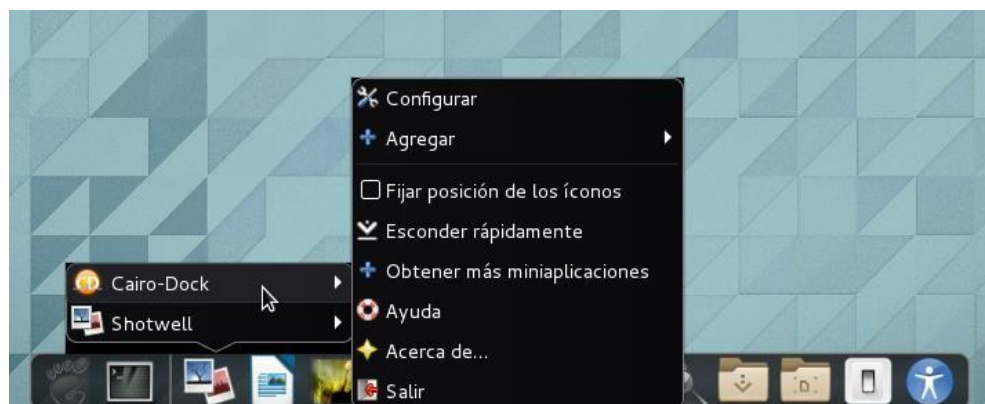 Configurar
Agregar
Fijar posición de los íconos
Esconder rápidamente
Obtener más miniaplicaciones
Ayuda
Acerca de...
Salir
CD Cairo-Dock
Shotwell
D